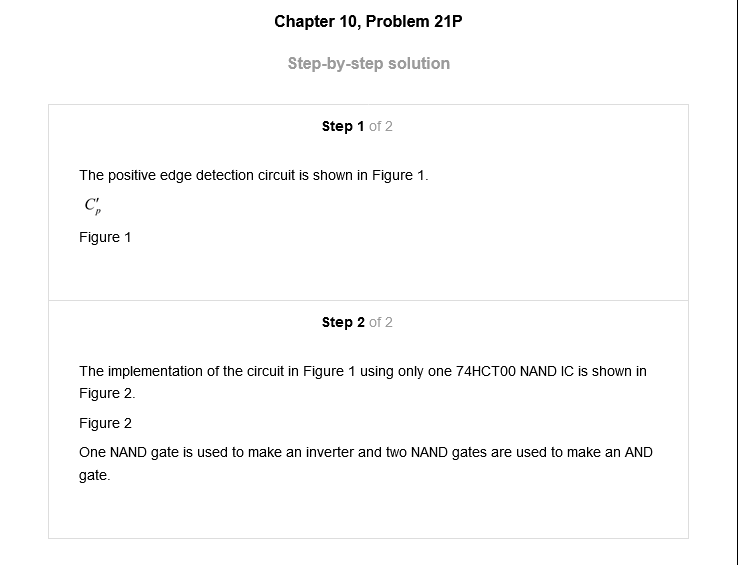 Chapter 10, Problem 21P
Step-by-step solution
Step 1 of 2
The positive edge detection circuit is shown in Figure 1.
C′ₚ
Figure 1
Step 2 of 2
The implementation of the circuit in Figure 1 using only one 74HCT00 NAND IC is shown in
Figure 2.
Figure 2
One NAND gate is used to make an inverter and two NAND gates are used to make an AND
gate.